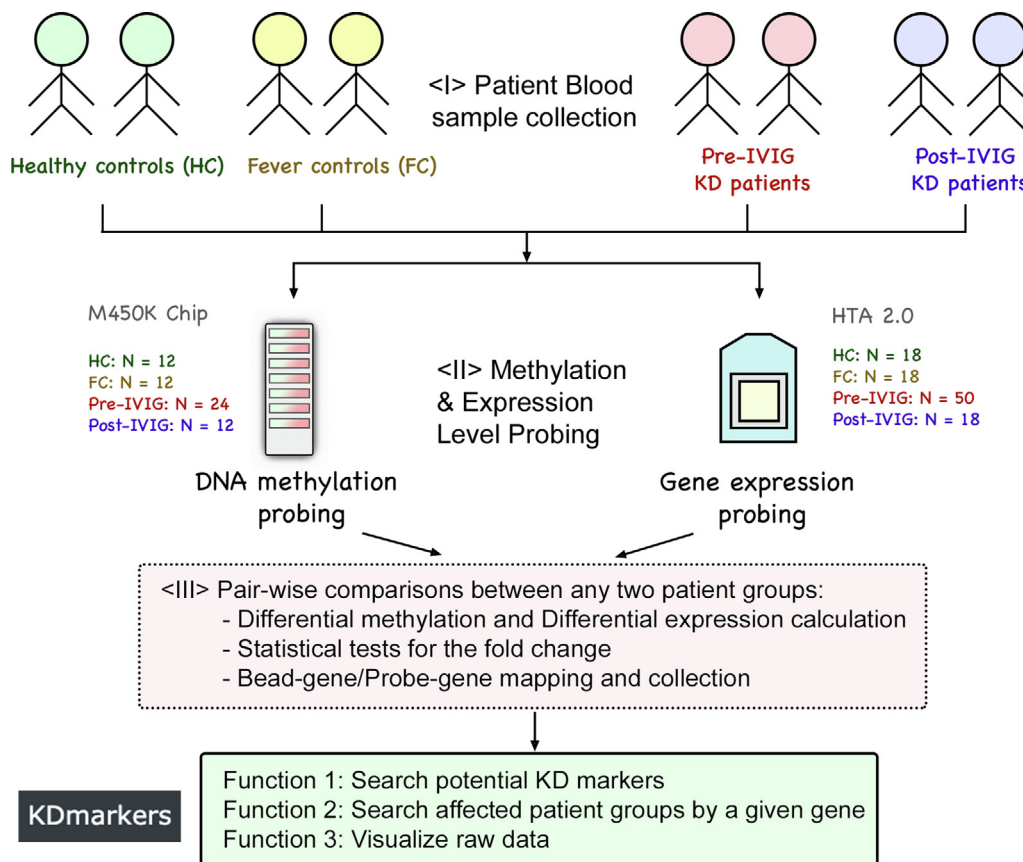 <I> Patient Blood
sample collection
Healthy controls (HC)
Fever controls (FC)
Pre-IVIG
KD patients
Post-IVIG
KD patients
M450K Chip
HC: N = 12
FC: N = 12
Pre-IVIG: N = 24
Post-IVIG: N = 12
<II> Methylation
& Expression
Level Probing
HTA 2.0
HC: N = 18
FC: N = 18
Pre-IVIG: N = 50
Post-IVIG: N = 18
DNA methylation
probing
Gene expression
probing
<III> Pair-wise comparisons between any two patient groups:
- Differential methylation and Differential expression calculation
- Statistical tests for the fold change
- Bead-gene/Probe-gene mapping and collection
KDmarkers
Function 1: Search potential KD markers
Function 2: Search affected patient groups by a given gene
Function 3: Visualize raw data